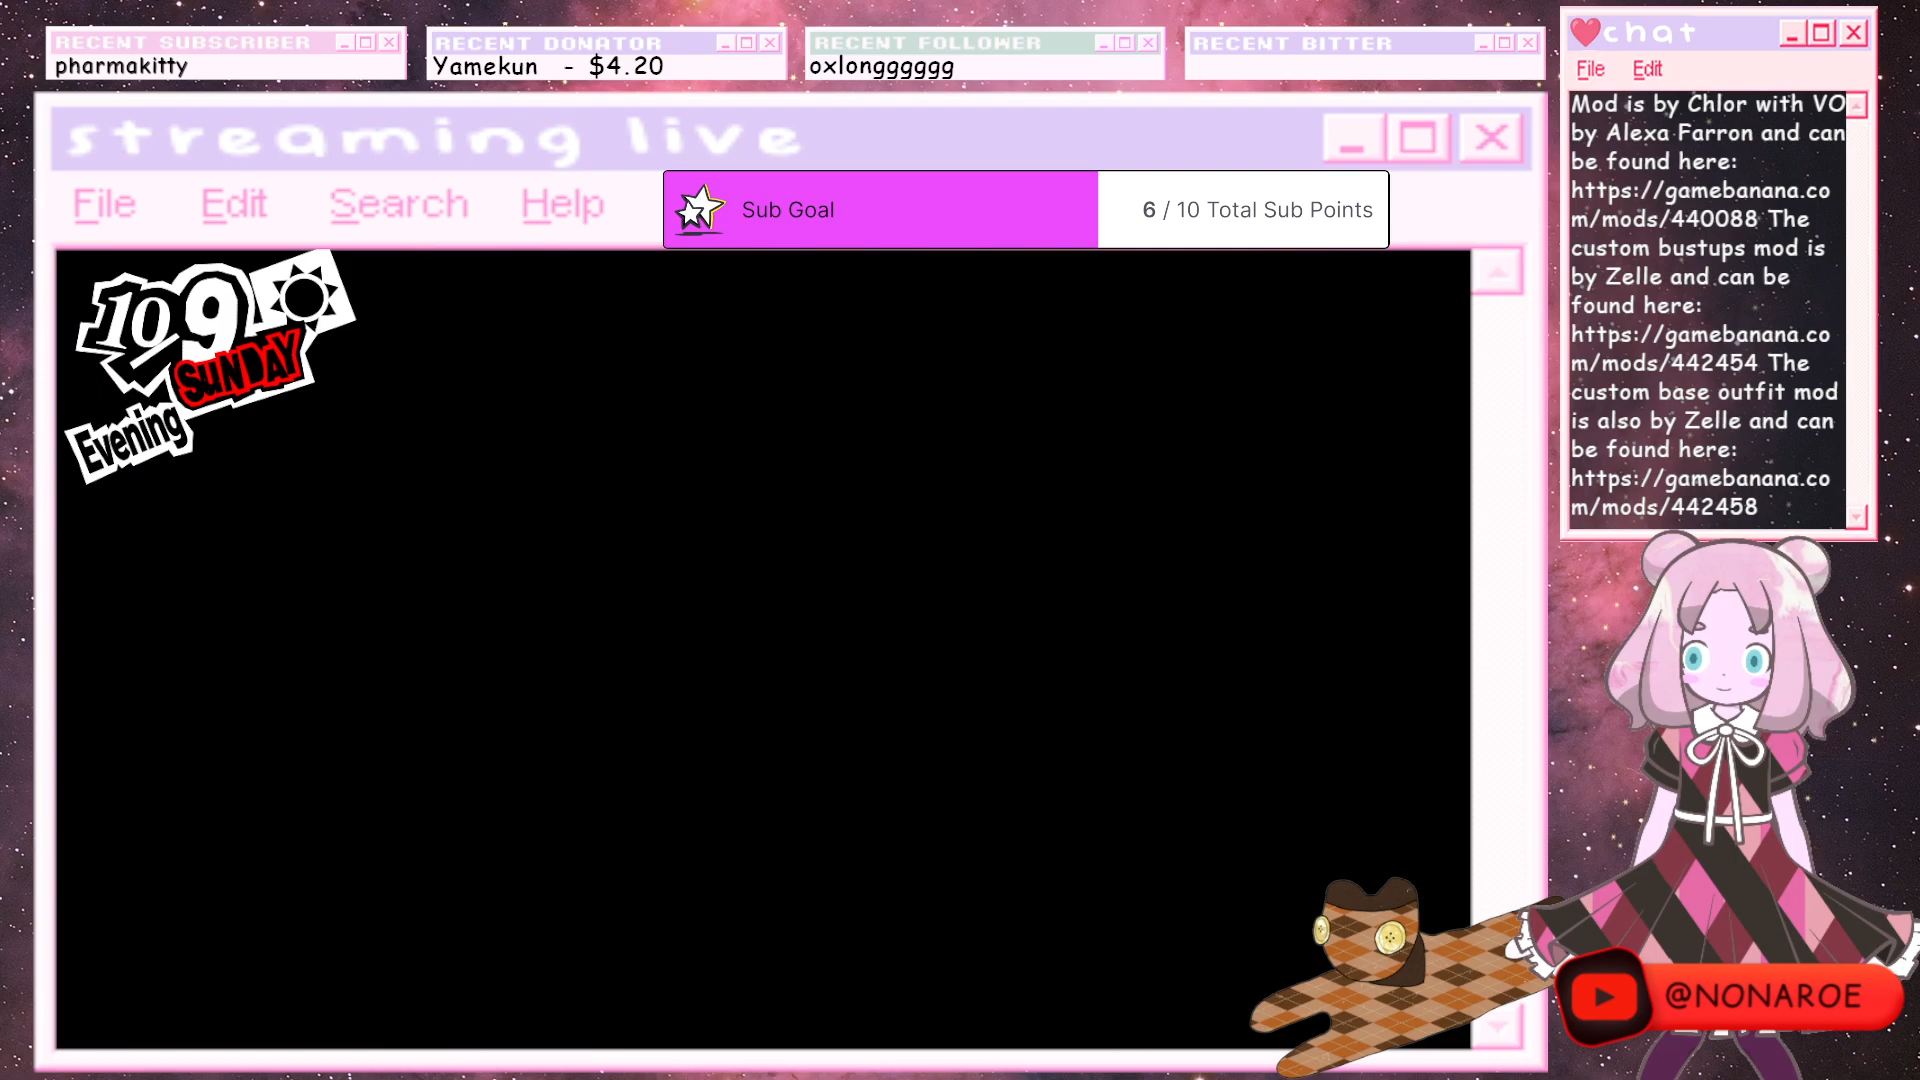 RECENT SUBSCRIBER
pharmakitty
RECENT DONATOR
Yamekun - $4.20
RECENT FOLLOWER
oxlongggggg
RECENT BITTER
streaming live
File Edit Search Help
Sub Goal
6 / 10 Total Sub Points
10/9
SUNDAY
Evening
chat
File Edit
Mod is by Chlor with VO
by Alexa Farron and can
be found here:
https://gamebanana.co
m/mods/440088 The
custom bustups mod is
by Zelle and can be
found here:
https://gamebanana.co
m/mods/442454 The
custom base outfit mod
is also by Zelle and can
be found here:
https://gamebanana.co
m/mods/442458
@NONAROE